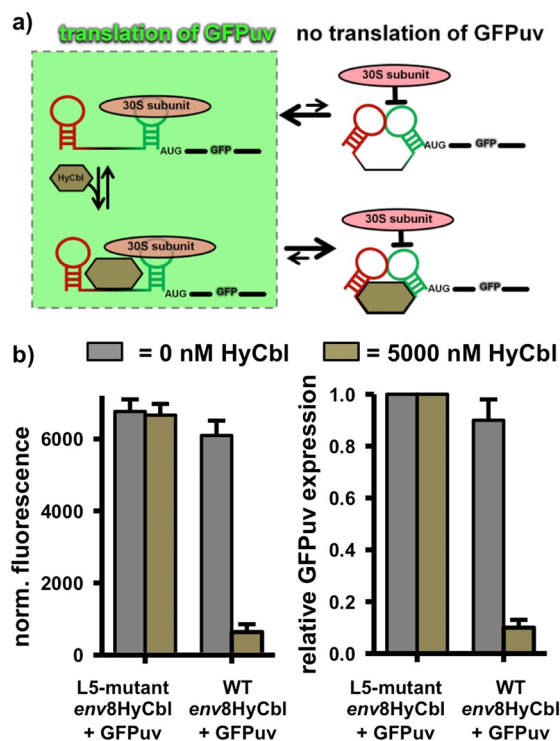 a)
translation of GFPuv no translation of GFPuv
30S subunit
30S subunit
AUG GFP
AUG GFP
HyCbl
30S subunit
30S subunit
AUG GFP
AUG GFP
b)
= 0 nM HyCbl = 5000 nM HyCbl
norm. fluorescence
6000
4000
2000
0
L5-mutant
env8HyCbl
+ GFPuv
WT
env8HyCbl
+ GFPuv
relative GFPuv expression
1.0
0.8
0.6
0.4
0.2
0.0
L5-mutant
env8HyCbl
+ GFPuv
WT
env8HyCbl
+ GFPuv